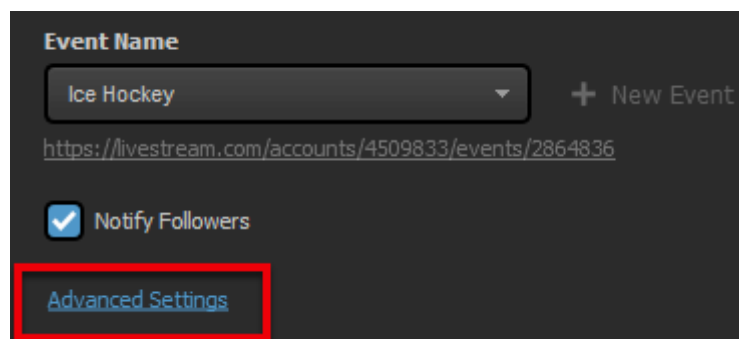 Event Name
Ice Hockey
+ New Event
https://livestream.com/accounts/4509833/events/2864836
Notify Followers
Advanced Settings